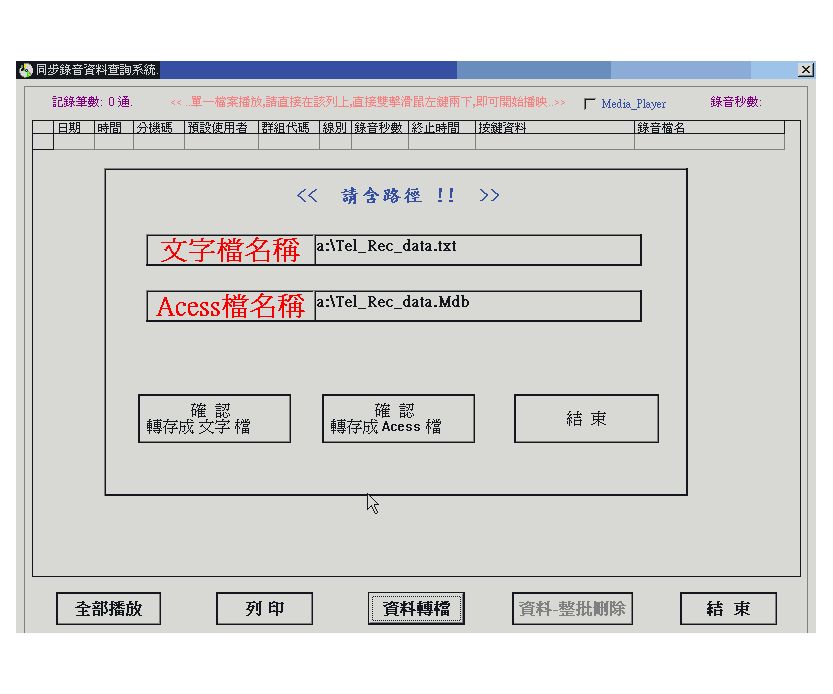 同步錄音資料查詢系統.
記錄筆數: 0 通. << ..單一檔案播放,請直接在該列上,直接雙擊滑鼠左鍵兩下,即可開始播映..>> Media_Player 錄音秒數:
日期 時間 分機碼 預設使用者 群組代碼 線別 錄音秒數 終止時間 按鍵資料 錄音檔名
<< 請含路徑 !! >>
文字檔名稱 a:\Tel_Rec_data.txt
Acess檔名稱 a:\Tel_Rec_data.Mdb
確 認 確 認 結 束
轉存成 文字 檔 轉存成 Acess 檔
全部播放 列 印 資料轉檔 資料-整批刪除 結 束